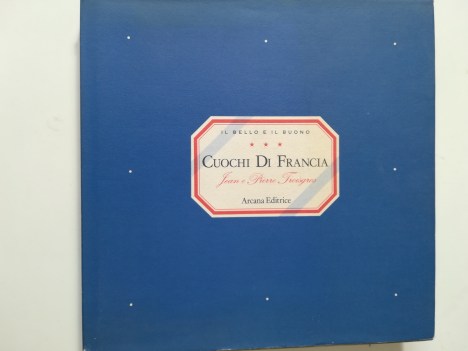 IL BELLO E IL BUONO
CUOCHI DI FRANCIA
Jean e Pierre Troisgros
Arcana Editrice